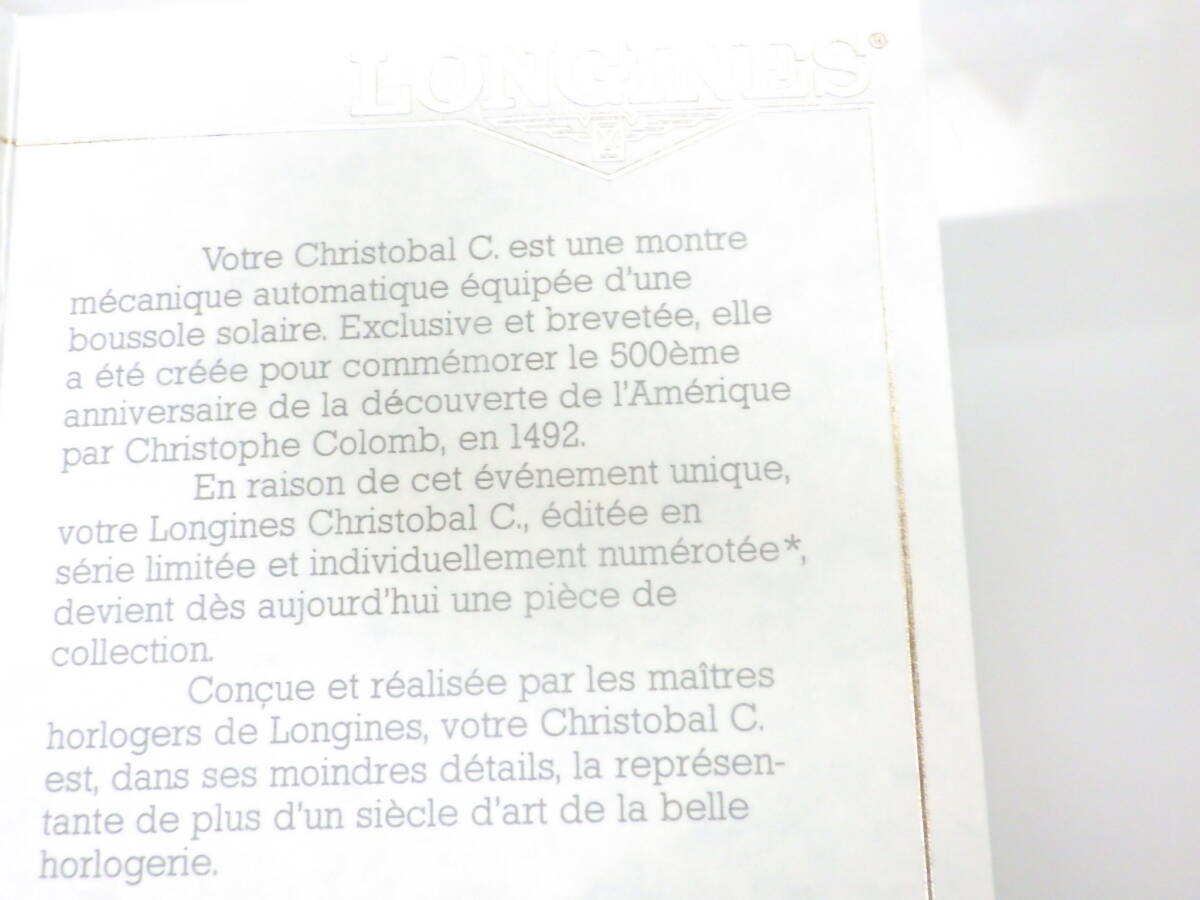 LONGINES®
Votre Christobal C. est une montre
mécanique automatique équipée d'une
boussole solaire. Exclusive et brevetée, elle
a été créée pour commémorer le 500ème
anniversaire de la découverte de l'Amérique
par Christophe Colomb, en 1492.
En raison de cet événement unique,
votre Longines Christobal C., éditée en
série limitée et individuellement numérotée*,
devient dès aujourd'hui une pièce de
collection.
Conçue et réalisée par les maîtres
horlogers de Longines, votre Christobal C.
est, dans ses moindres détails, la représen-
tante de plus d'un siècle d'art de la belle
horlogerie.